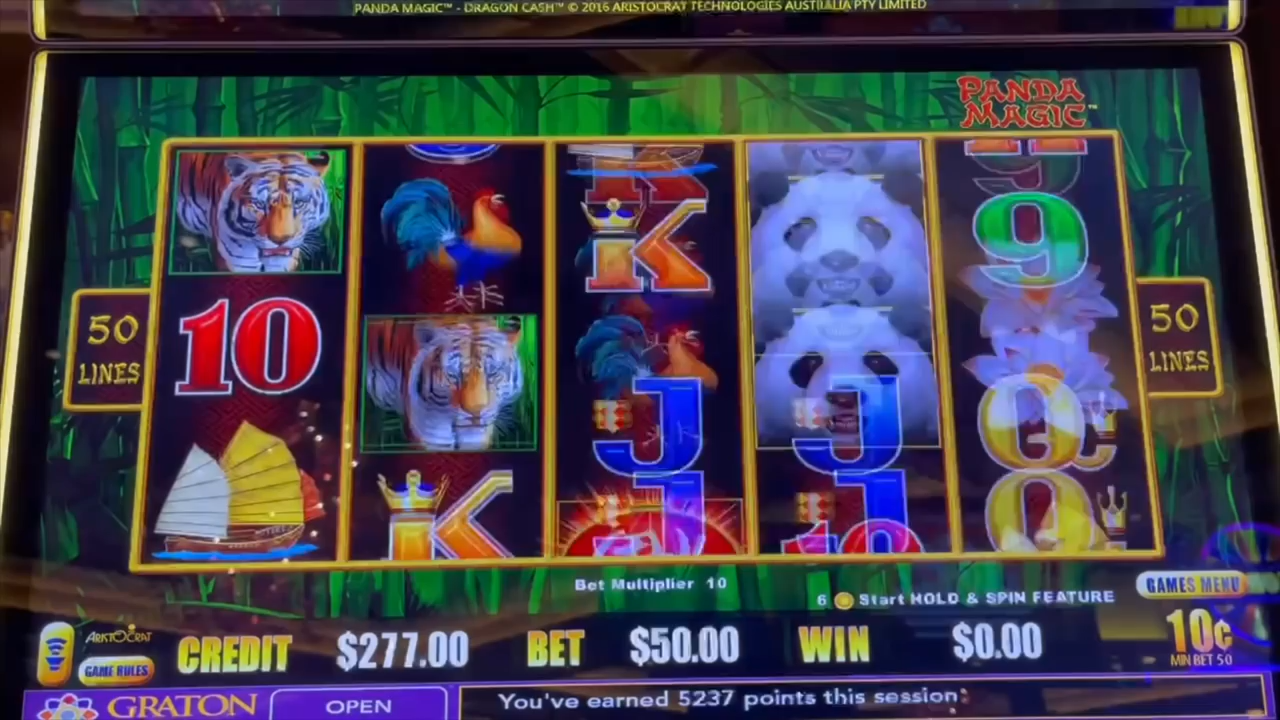 PANDA MAGIC™ - DRAGON CASH™ © 2016 ARISTOCRAT TECHNOLOGIES AUSTRALIA PTY LIMITED
PANDA
MAGIC™
K
9
50
LINES
10
J
J
Q
50
LINES
K
J
J
10
Q
Bet Multiplier 10
6 Start HOLD & SPIN FEATURE
GAMES MENU
ARISTOCRAT
GAME RULES
CREDIT $277.00 BET $50.00 WIN $0.00
10¢
MIN BET 50
GRATON
OPEN
You've earned 5237 points this session